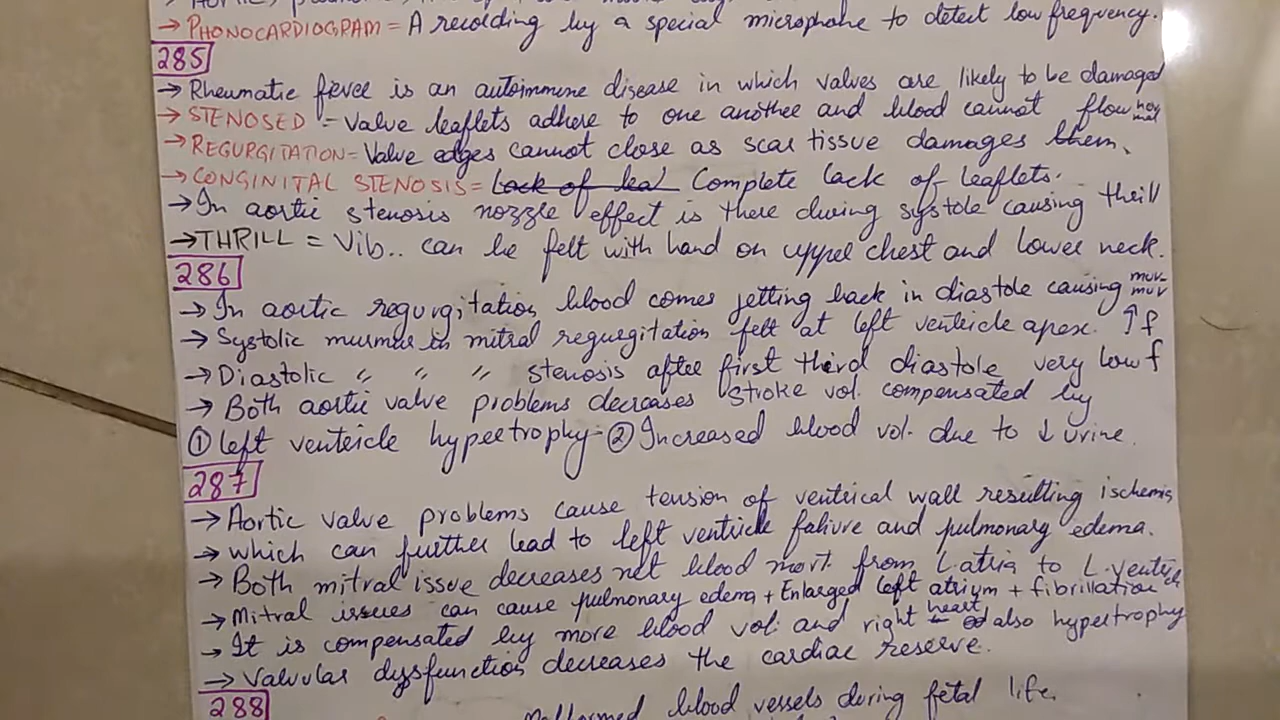 → PHONOCARDIOGRAM = A recolding by a special microphone to detect low frequency.
285
→ Rheumatic fever is an autoimmune disease in which valves are likely to be damaged
→ STENOSED = Valve leaflets adhere to one another and blood cannot flow normal
→ REGURGITATION = Valve edges cannot close as scar tissue damages them.
→ CONGINITAL STENOSIS = Lack of lea Complete lack of leaflets.
→ In aortic stenosis nozzle effect is there during systole causing thrill
→ THRILL = Vib.. can be felt with hand on upper chest and lower neck.
286
→ In aortic regurgitation blood comes jetting back in diastole causing murmur
→ Systolic murmur in mitral regurgitation felt at left ventricle apex. ↑f
→ Diastolic " " " stenosis after first third diastole very low f
→ Both aortic valve problems decreases stroke vol. compensated by
① left ventricle hypertrophy - ② Increased blood vol. due to ↓ urine.
287
→ Aortic valve problems cause tension of ventrical wall resulting ischemia
→ which can further lead to left ventricle falivre and pulmonary edema.
→ Both mitral issue decreases net blood movt. from L.atria to L.ventricle
→ Mitral issues can cause pulmonary edema + Enlarged left atrium + fibrillation
→ It is compensated by more blood vol. and right heart also hypertrophy
→ Valvular dysfunction decreases the cardiac reserve.
288
Malformed blood vessels during fetal life.